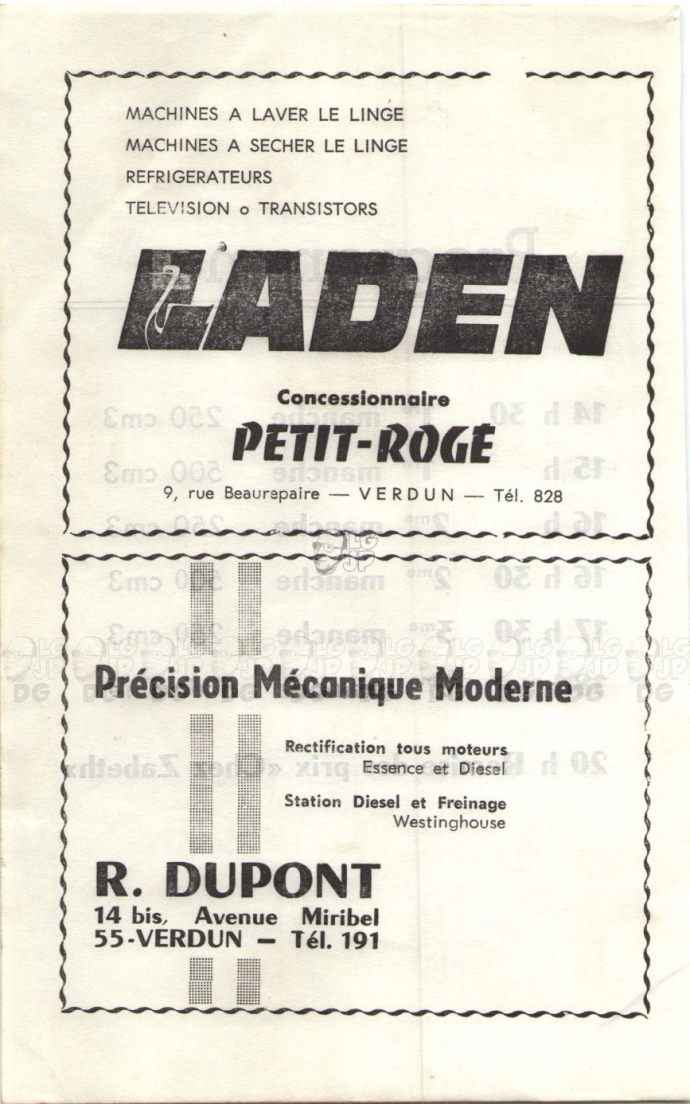 MACHINES A LAVER LE LINGE
MACHINES A SECHER LE LINGE
REFRIGERATEURS
TELEVISION o TRANSISTORS
LADEN
Concessionnaire
PETIT-ROGÉ
9, rue Beaurepaire — VERDUN — Tél. 828
Précision Mécanique Moderne
Rectification tous moteurs
Essence et Diesel
Station Diesel et Freinage
Westinghouse
R. DUPONT
14 bis, Avenue Miribel
55-VERDUN — Tél. 191